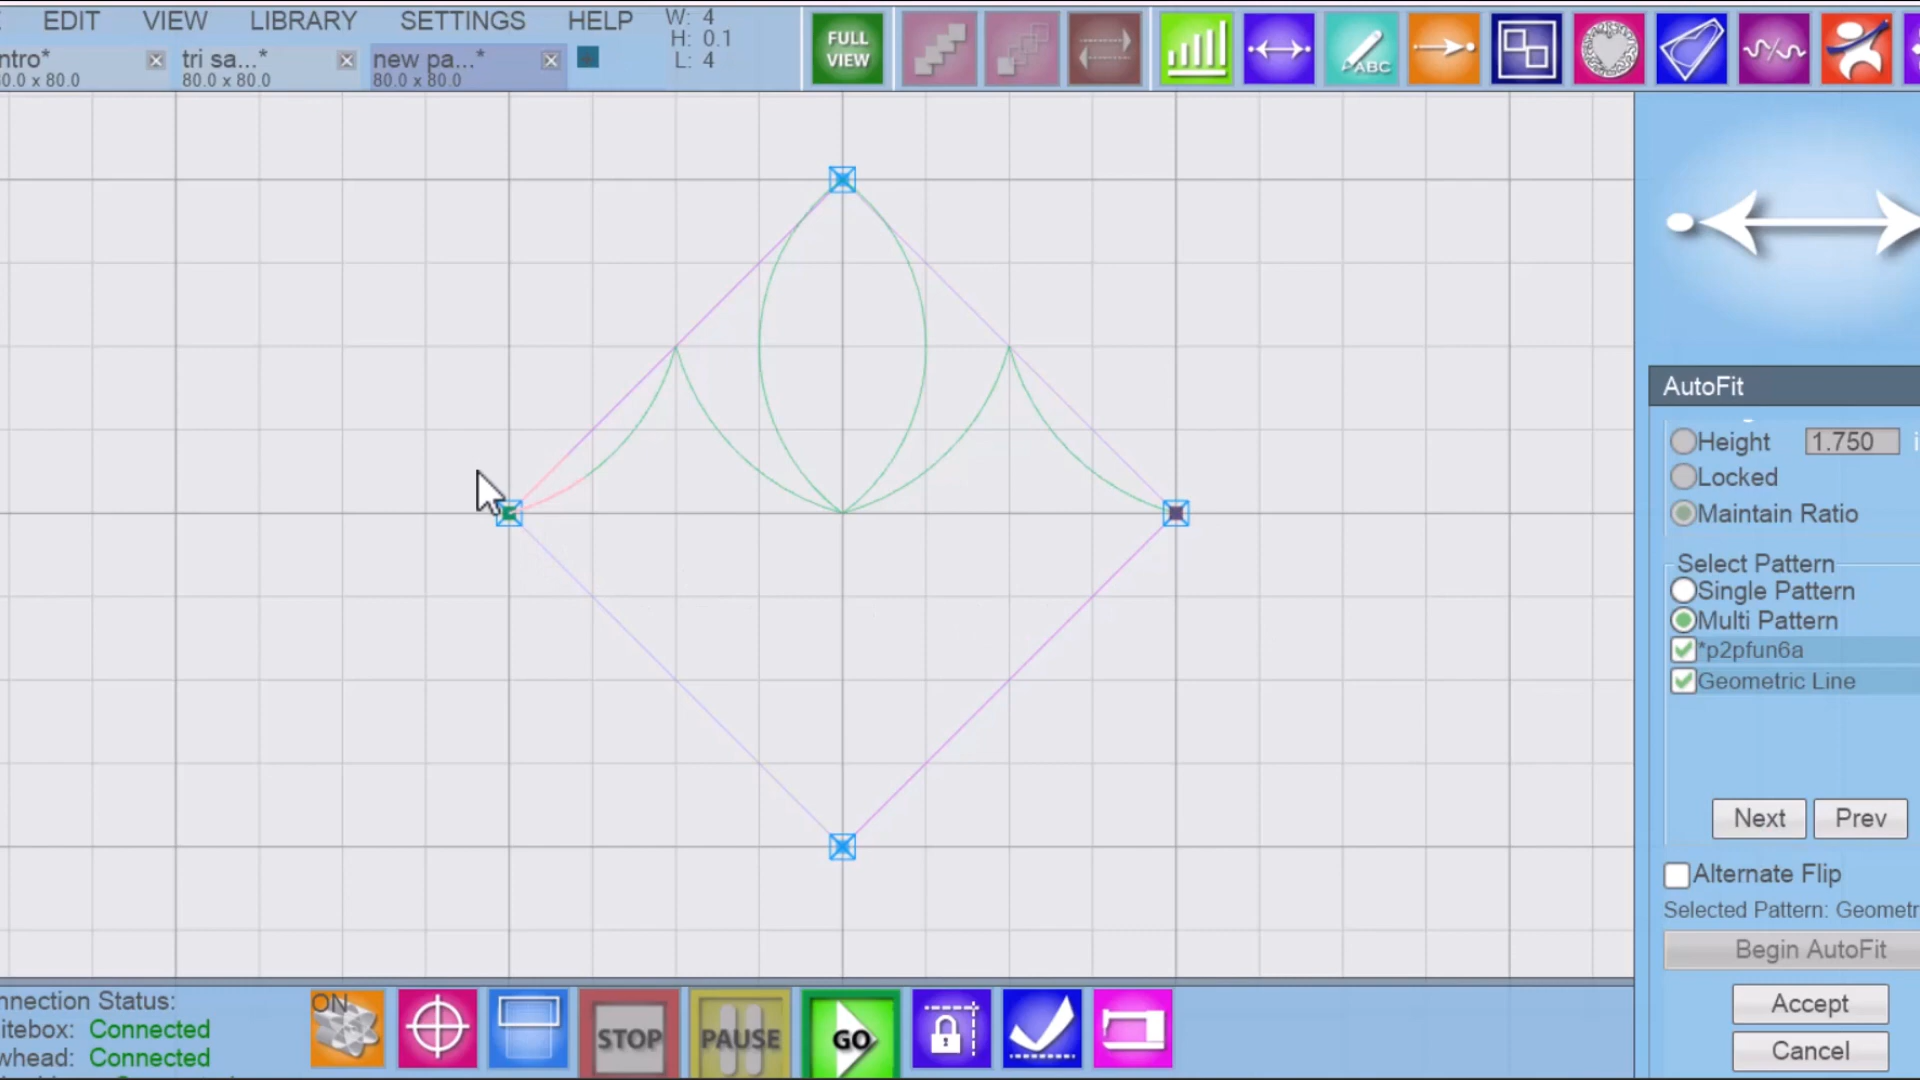 EDIT VIEW LIBRARY SETTINGS HELP
W: 4
H: 0.1
L: 4
ntro*
0.0 x 80.0
tri sa...*
80.0 x 80.0
new pa...*
80.0 x 80.0
FULL VIEW
ABC
AutoFit
Height 1.750 i
Locked
Maintain Ratio
Select Pattern
Single Pattern
Multi Pattern
*p2pfun6a
Geometric Line
Next Prev
Alternate Flip
Selected Pattern: Geometr
Begin AutoFit
Accept
Cancel
nnection Status:
itebox: Connected
whead: Connected
ON
STOP
PAUSE
GO